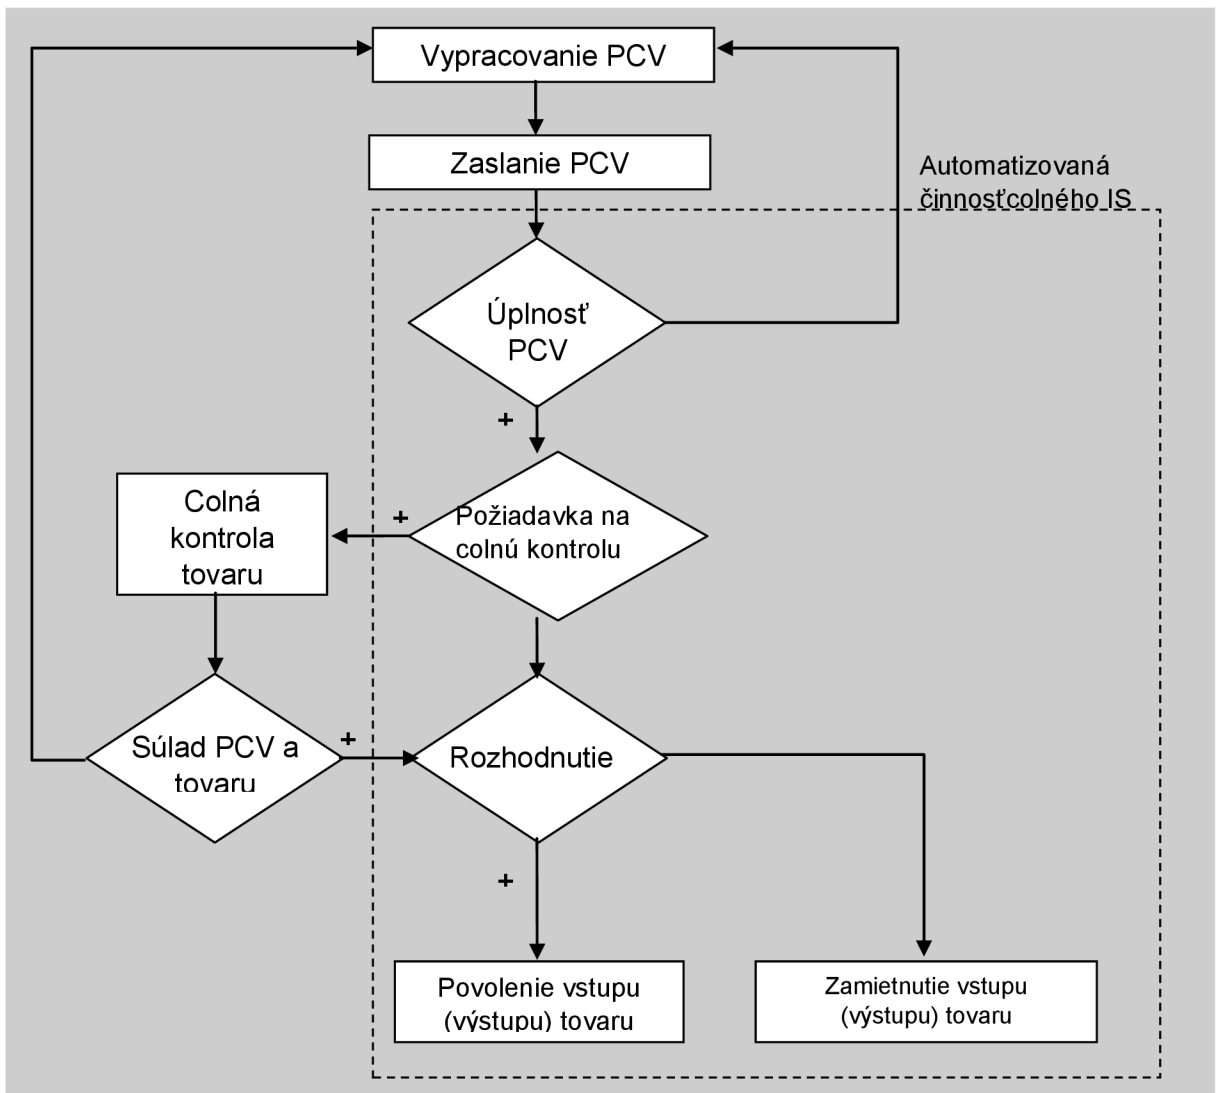 Vypracovanie PCV
Zaslanie PCV
Automatizovaná
činnosťcolného IS
Úplnosť
PCV
+
Požiadavka na
colnú kontrolu
+
Colná
kontrola
tovaru
Súlad PCV a
tovaru
+
Rozhodnutie
+
Povolenie vstupu
(výstupu) tovaru
Zamietnutie vstupu
(výstupu) tovaru